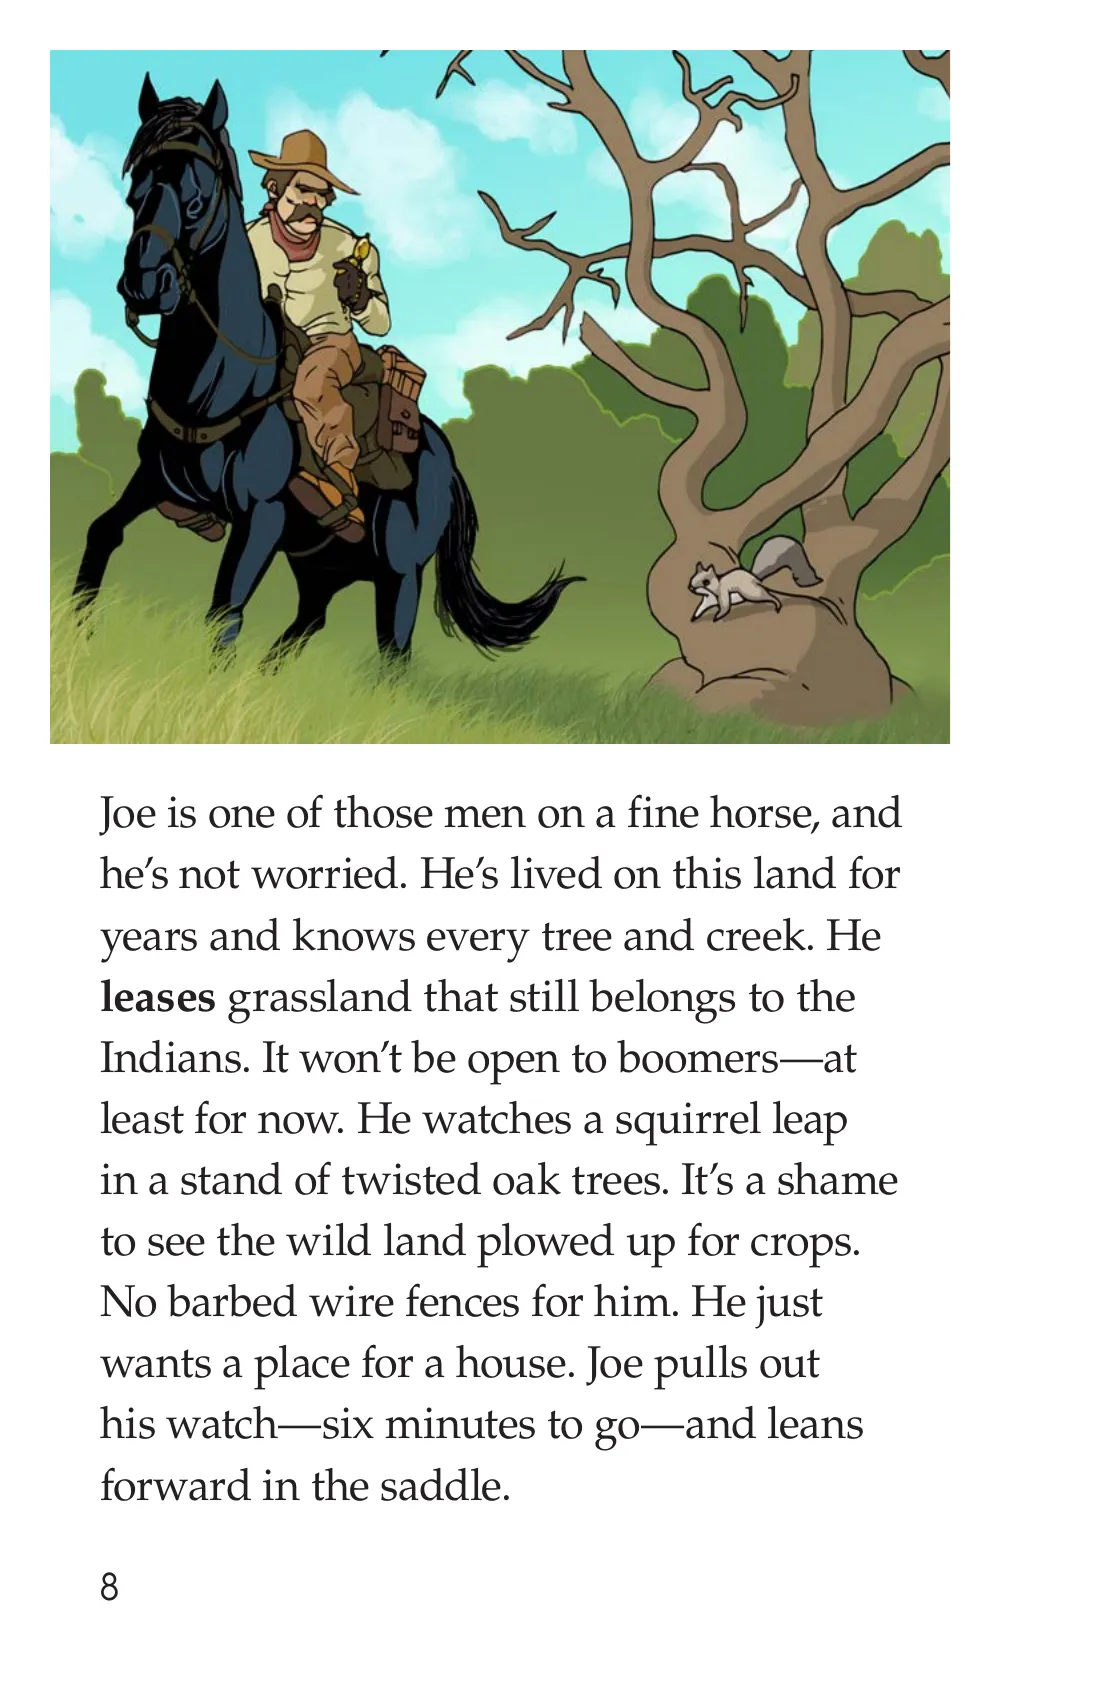 Joe is one of those men on a fine horse, and
he’s not worried. He’s lived on this land for
years and knows every tree and creek. He
leases grassland that still belongs to the
Indians. It won’t be open to boomers—at
least for now. He watches a squirrel leap
in a stand of twisted oak trees. It’s a shame
to see the wild land plowed up for crops.
No barbed wire fences for him. He just
wants a place for a house. Joe pulls out
his watch—six minutes to go—and leans
forward in the saddle.
8